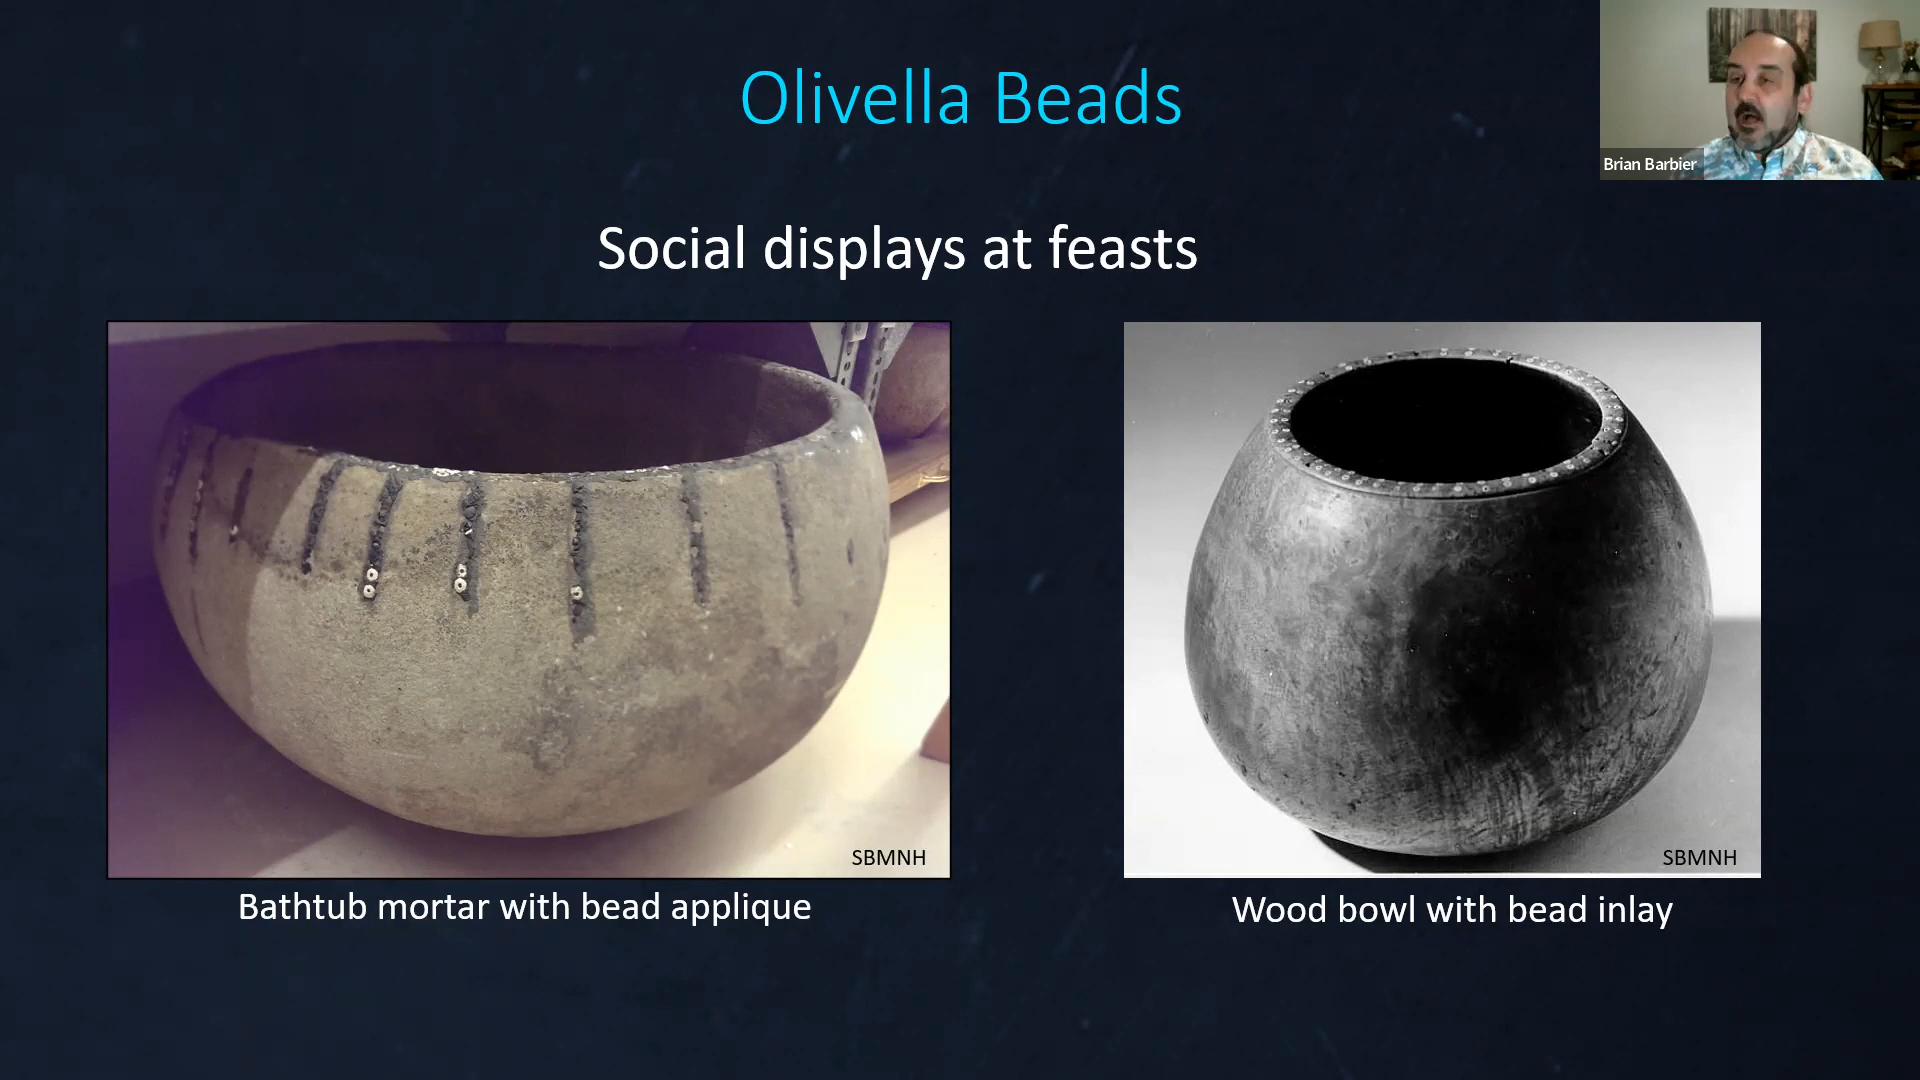 Olivella Beads
Brian Barbier
Social displays at feasts
SBMNH
SBMNH
Bathtub mortar with bead applique
Wood bowl with bead inlay